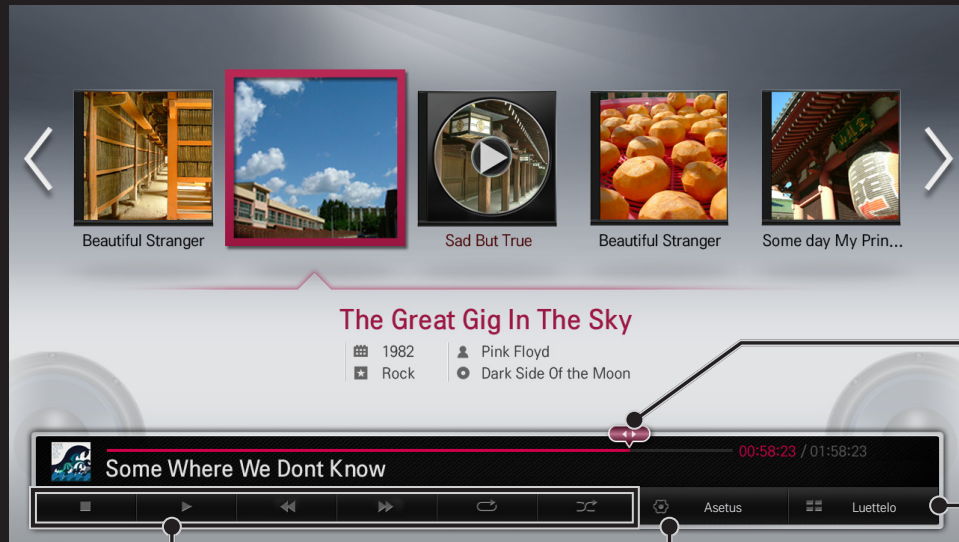 Beautiful Stranger
Sad But True
Beautiful Stranger
Some day My Prin...
The Great Gig In The Sky
1982
Pink Floyd
Rock
Dark Side Of the Moon
00:58:23 / 01:58:23
Some Where We Dont Know
Asetus
Luettelo